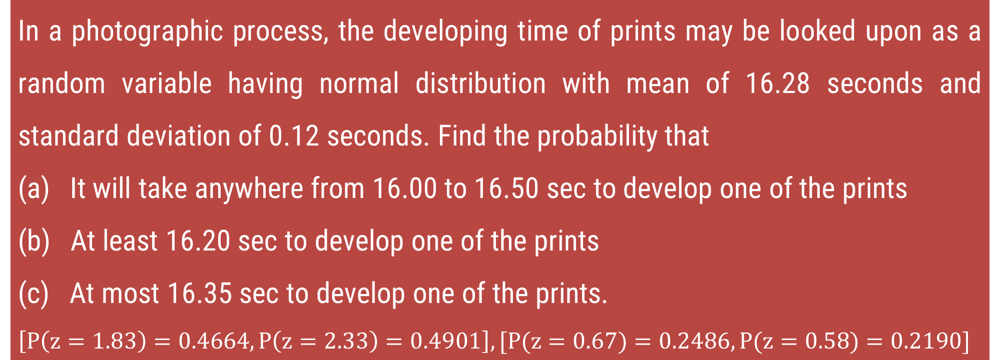 In a photographic process, the developing time of prints may be looked upon as a
random variable having normal distribution with mean of 16.28 seconds and
standard deviation of 0.12 seconds. Find the probability that
(a) It will take anywhere from 16.00 to 16.50 sec to develop one of the prints
(b) At least 16.20 sec to develop one of the prints
(c) At most 16.35 sec to develop one of the prints.
[P(z = 1.83) = 0.4664, P(z = 2.33) = 0.4901], [P(z = 0.67) = 0.2486, P(z = 0.58) = 0.2190]